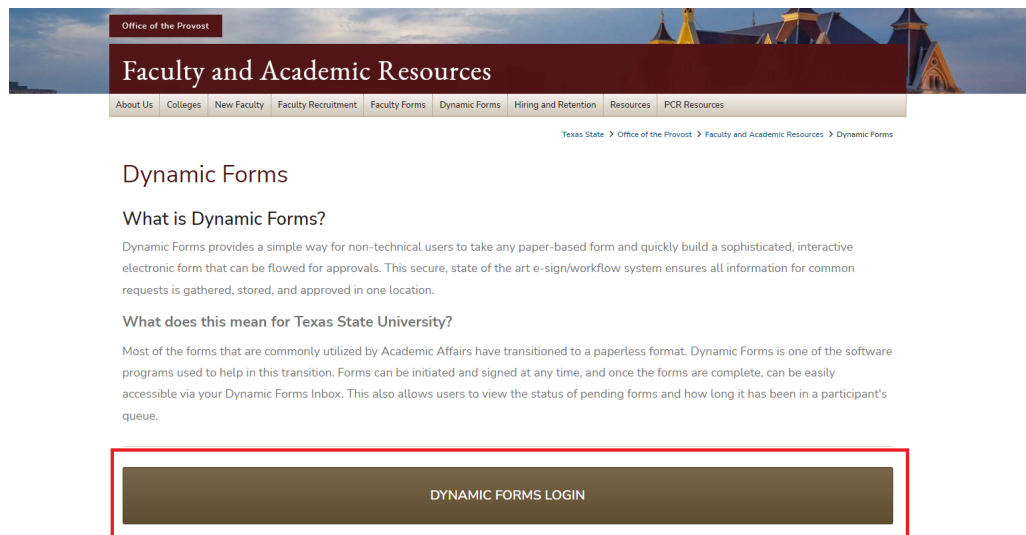 Office of the Provost
Faculty and Academic Resources
About Us Colleges New Faculty Faculty Recruitment Faculty Forms Dynamic Forms Hiring and Retention Resources PCR Resources
Texas State > Office of the Provost > Faculty and Academic Resources > Dynamic Forms
Dynamic Forms
What is Dynamic Forms?
Dynamic Forms provides a simple way for non-technical users to take any paper-based form and quickly build a sophisticated, interactive
electronic form that can be flowed for approvals. This secure, state of the art e-sign/workflow system ensures all information for common
requests is gathered, stored, and approved in one location.
What does this mean for Texas State University?
Most of the forms that are commonly utilized by Academic Affairs have transitioned to a paperless format. Dynamic Forms is one of the software
programs used to help in this transition. Forms can be initiated and signed at any time, and once the forms are complete, can be easily
accessible via your Dynamic Forms Inbox. This also allows users to view the status of pending forms and how long it has been in a participant's
queue.
DYNAMIC FORMS LOGIN